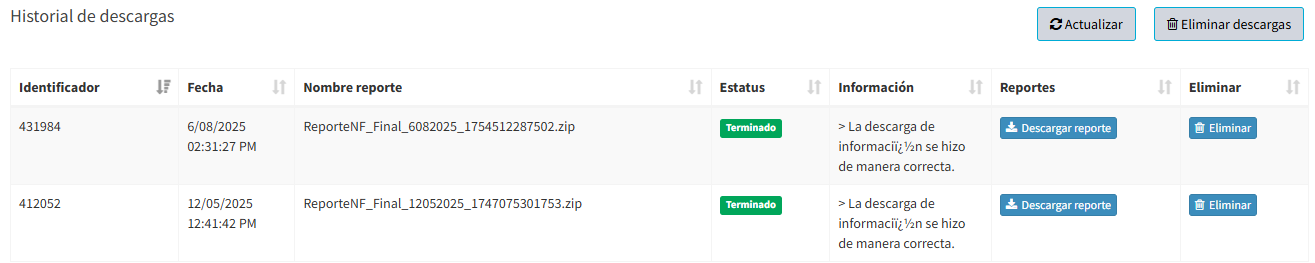 Historial de descargas
Actualizar
Eliminar descargas
Identificador Fecha Nombre reporte Estatus Información Reportes Eliminar
431984 6/08/2025 ReporteNF_Final_6082025_1754512287502.zip Terminado > La descarga de Descargar reporte Eliminar
02:31:27 PM informaciï¿½n se hizo
de manera correcta.
412052 12/05/2025 ReporteNF_Final_12052025_1747075301753.zip Terminado > La descarga de Descargar reporte Eliminar
12:41:42 PM informaciï¿½n se hizo
de manera correcta.